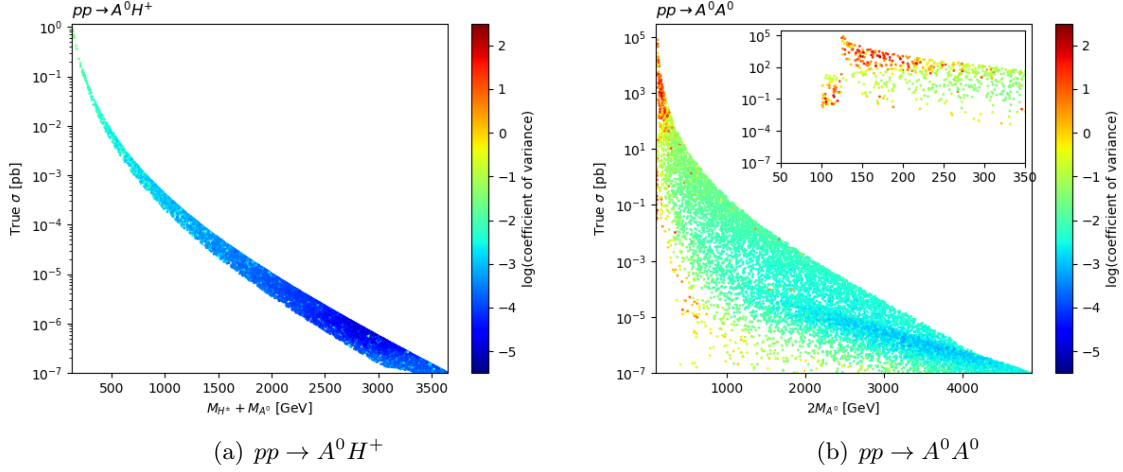 pp → A⁰H⁺
10⁰
10⁻¹
10⁻²
10⁻³
10⁻⁴
10⁻⁵
10⁻⁶
10⁻⁷
True σ [pb]
500 1000 1500 2000 2500 3000 3500
M_{H^±} + M_{A⁰} [GeV]
2
1
0
−1
−2
−3
−4
−5
log(coefficient of variance)
(a) pp → A⁰H⁺
pp → A⁰A⁰
10⁵
10³
10¹
10⁻¹
10⁻³
10⁻⁵
10⁻⁷
True σ [pb]
10⁵
10²
10⁻¹
10⁻⁴
10⁻⁷
50 100 150 200 250 300 350
1000 2000 3000 4000
2M_{A⁰} [GeV]
2
1
0
−1
−2
−3
−4
−5
log(coefficient of variance)
(b) pp → A⁰A⁰